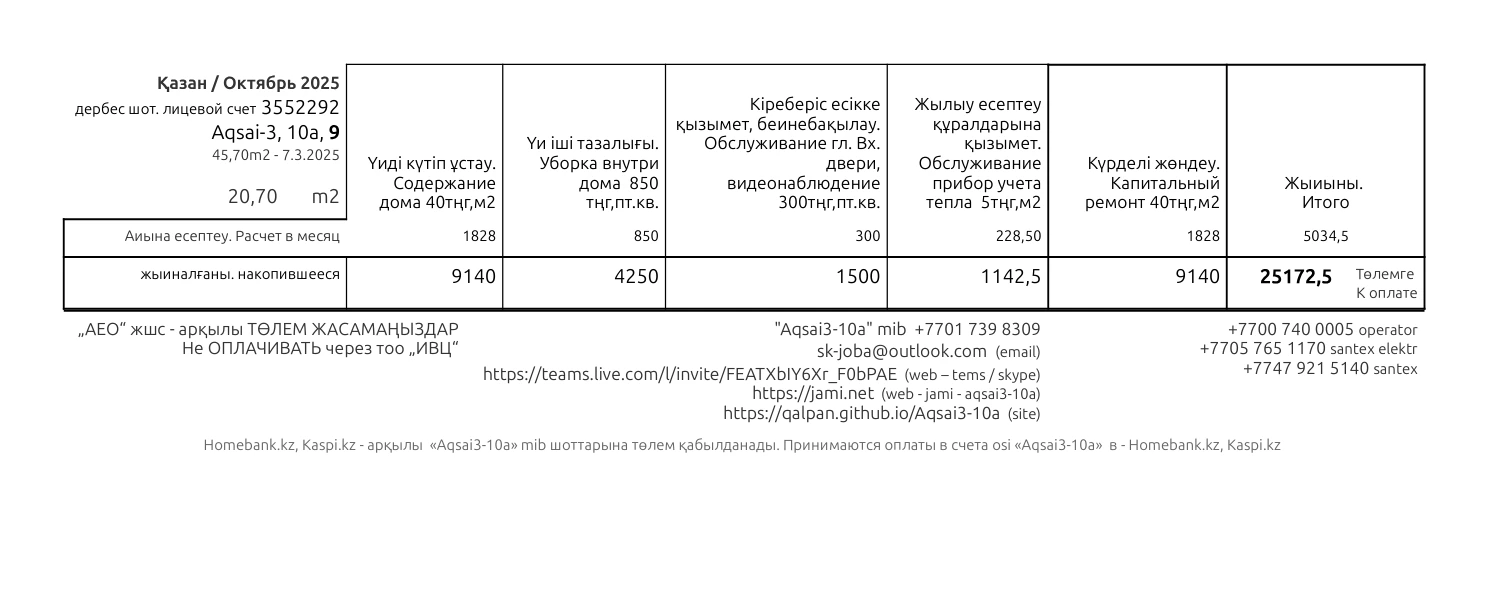 Қазан / Октябрь 2025
дербес шот. лицевой счет 3552292
Aqsai-3, 10a, 9
45,70m2 - 7.3.2025
20,70 m2
Үиді күтіп ұстау.
Содержание
дома 40тңг,м2
Үи іші тазалығы.
Уборка внутри
дома 850
тңг,пт.кв.
Кіреберіс есікке
қызымет, беинебақылау.
Обслуживание гл. Вх.
двери,
видеонаблюдение
300тңг,пт.кв.
Жылыу есептеу
құралдарына
қызымет.
Обслуживание
прибор учета
тепла 5тңг,м2
Күрделі жөндеу.
Капитальный
ремонт 40тңг,м2
Жыиыны.
Итого
Аиына есептеу. Расчет в месяц 1828 850 300 228,50 1828 5034,5
жыиналғаны. накопившееся 9140 4250 1500 1142,5 9140 25172,5 Төлемге
К оплате
„АЕО“ жшс - арқылы ТӨЛЕМ ЖАСАМАҢЫЗДАР
Не ОПЛАЧИВАТЬ через тоо „ИВЦ“
"Aqsai3-10a" mib +7701 739 8309
sk-joba@outlook.com (email)
https://teams.live.com/l/invite/FEATXbIY6Xr_F0bPAE (web – tems / skype)
https://jami.net (web - jami - aqsai3-10a)
https://qalpan.github.io/Aqsai3-10a (site)
+7700 740 0005 operator
+7705 765 1170 santex elektr
+7747 921 5140 santex
Homebank.kz, Kaspi.kz - арқылы «Aqsai3-10a» mib шоттарына төлем қабылданады. Принимаются оплаты в счета osi «Aqsai3-10a» в - Homebank.kz, Kaspi.kz